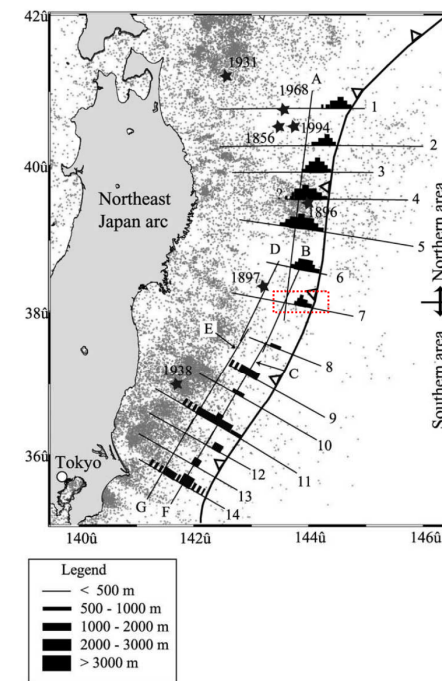 42û
40û
38û
36û
140û
142û
144û
146û
1931
1968
A
1
1856
1994
2
3
Northeast
Japan arc
?
4
1896
5
D
B
1897
6
7
E
8
C
9
1938
10
11
12
Tokyo
13
G
F
14
Northern area
Southern area
Legend
< 500 m
500 - 1000 m
1000 - 2000 m
2000 - 3000 m
> 3000 m